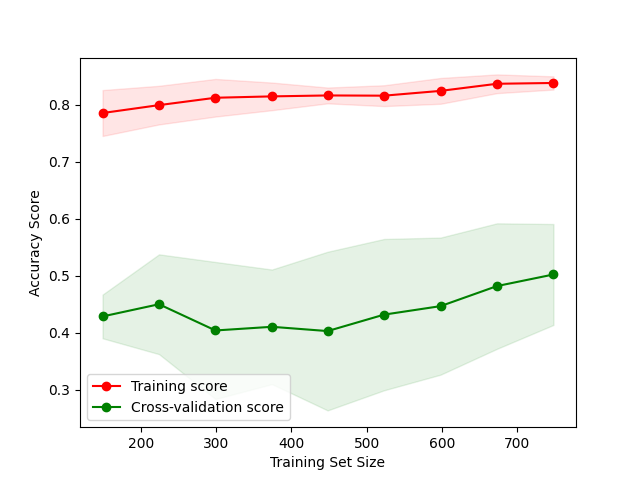 0.8
0.7
0.6
0.5
0.4
0.3
Accuracy Score
Training score
Cross-validation score
200 300 400 500 600 700
Training Set Size